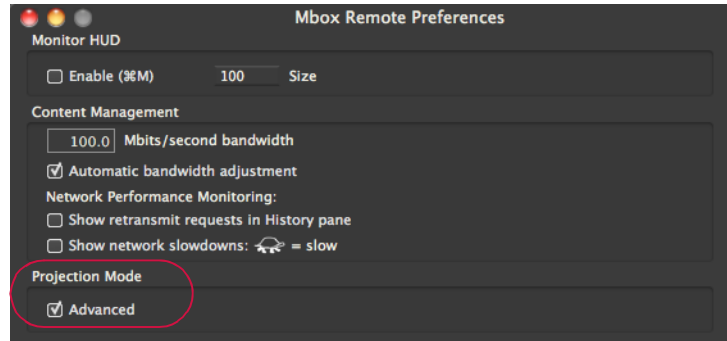 Mbox Remote Preferences
Monitor HUD
Enable (⌘M) 100 Size
Content Management
100.0 Mbits/second bandwidth
Automatic bandwidth adjustment
Network Performance Monitoring:
Show retransmit requests in History pane
Show network slowdowns: = slow
Projection Mode
Advanced